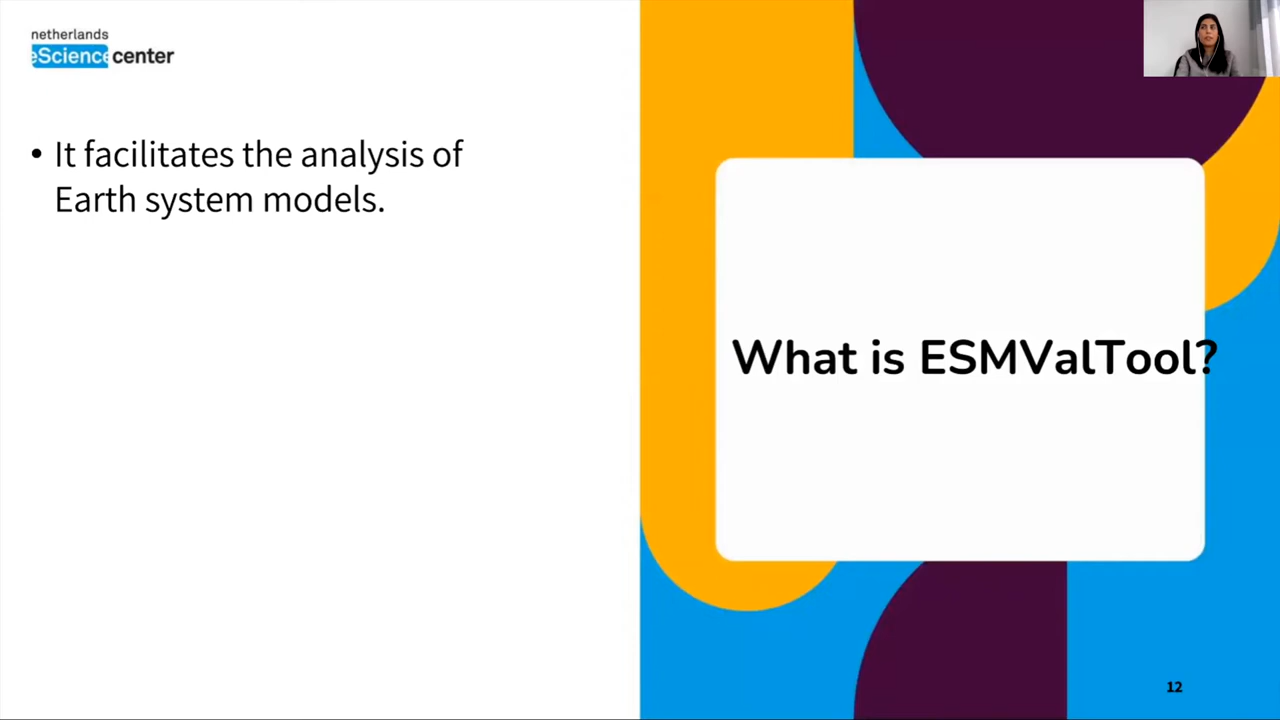 netherlands
eScience center
• It facilitates the analysis of
Earth system models.
What is ESMValTool?
12